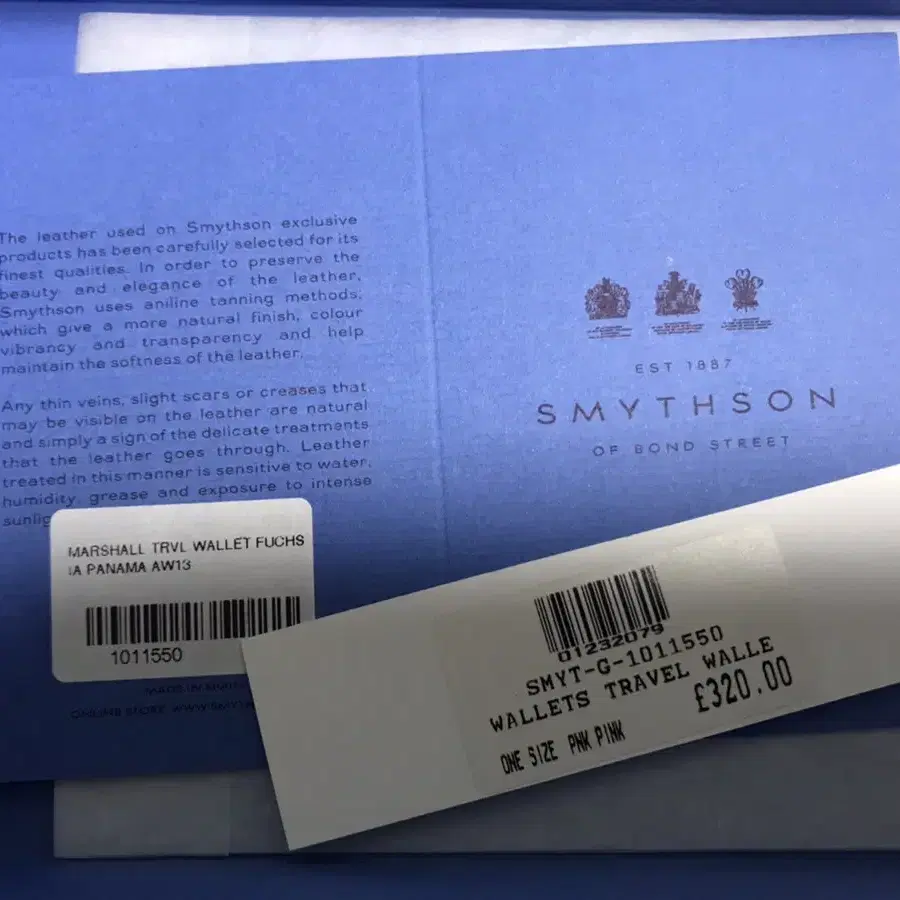 The leather used on Smythson exclusive
products has been carefully selected for its
finest qualities. In order to preserve the
beauty and elegance of the leather,
Smythson uses aniline tanning methods;
which give a more natural finish, colour
vibrancy and transparency and help
maintain the softness of the leather.
Any thin veins, slight scars or creases that
may be visible on the leather are natural
and simply a sign of the delicate treatments
that the leather goes through. Leather
treated in this manner is sensitive to water,
humidity, grease and exposure to intense
MARSHALL TRVL WALLET FUCHS
IA PANAMA AW13
1011550
ONLINE STORE WWW.SMYT
EST 1887
SMYTHSON
OF BOND STREET
01232079
SMYT-G-1011550
WALLETS TRAVEL WALLE
£320.00
ONE SIZE PNK PINK